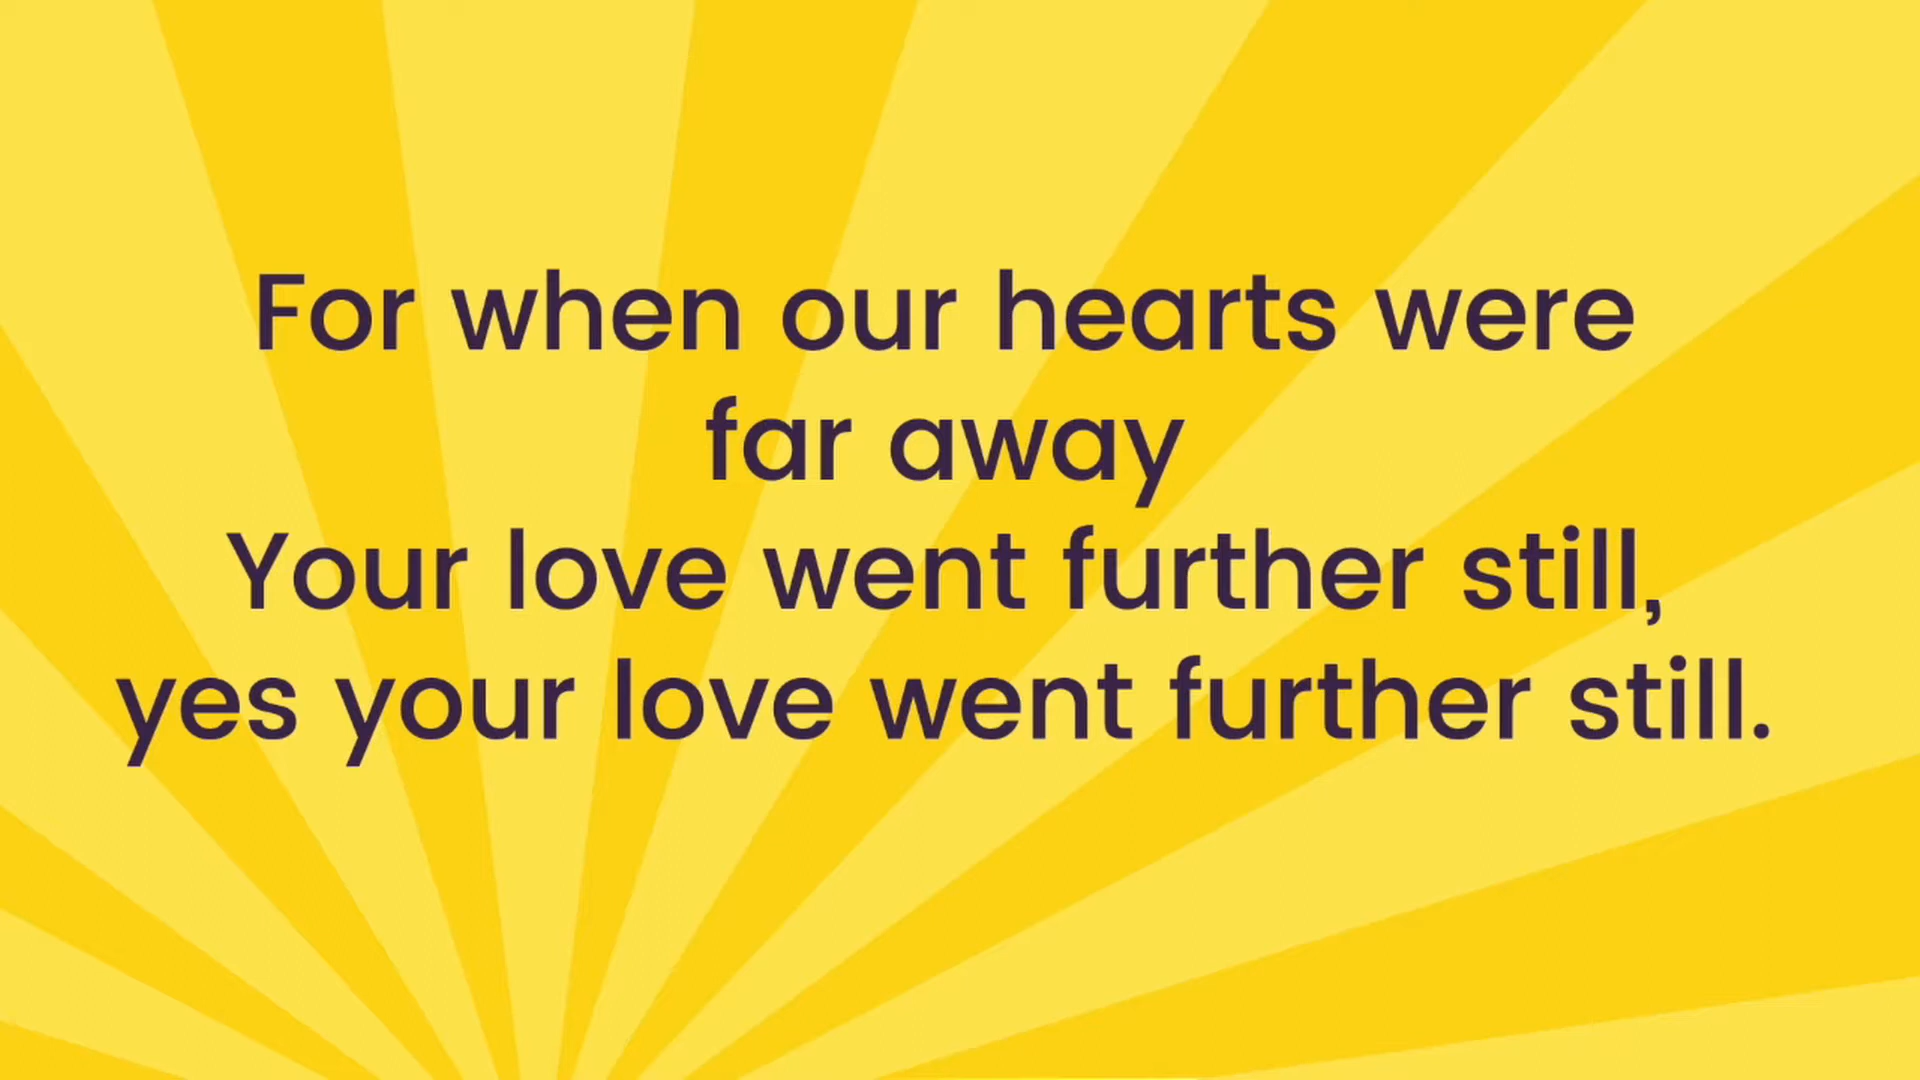 For when our hearts were
far away
Your love went further still,
yes your love went further still.